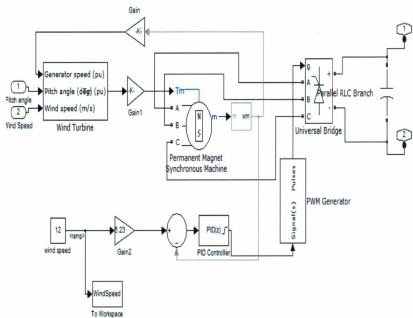 Gain
-K-
1
Generator speed (pu)
Pitch angle
Pitch angle (deg) (pu)
2
Wind Speed
Wind speed (m/s)
Wind Turbine
-K-
Gain1
Tm
A
B
C
N
S
m
m
wm
Permanent Magnet
Synchronous Machine
g
A
B
C
+
-
Universal Bridge
Parallel RLC Branch
1
2
Signal(s) Pulses
PWM Generator
12
wind speed
<ramp>
5.23
Gain2
+
−
PID(z)
PID Controller
WindSpeed
To Workspace